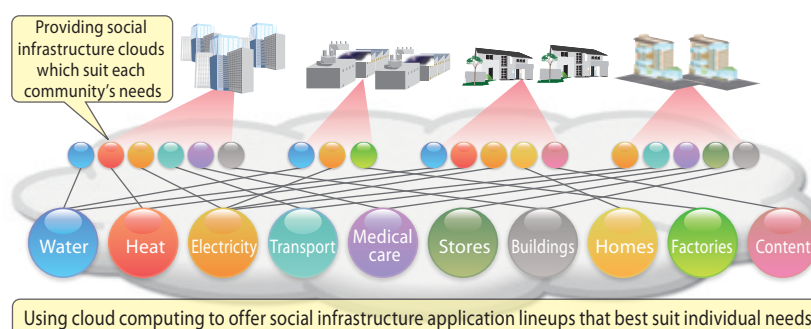 Providing social
infrastructure clouds
which suit each
community's needs
Water
Heat
Electricity
Transport
Medical
care
Stores
Buildings
Homes
Factories
Content
Using cloud computing to offer social infrastructure application lineups that best suit individual needs